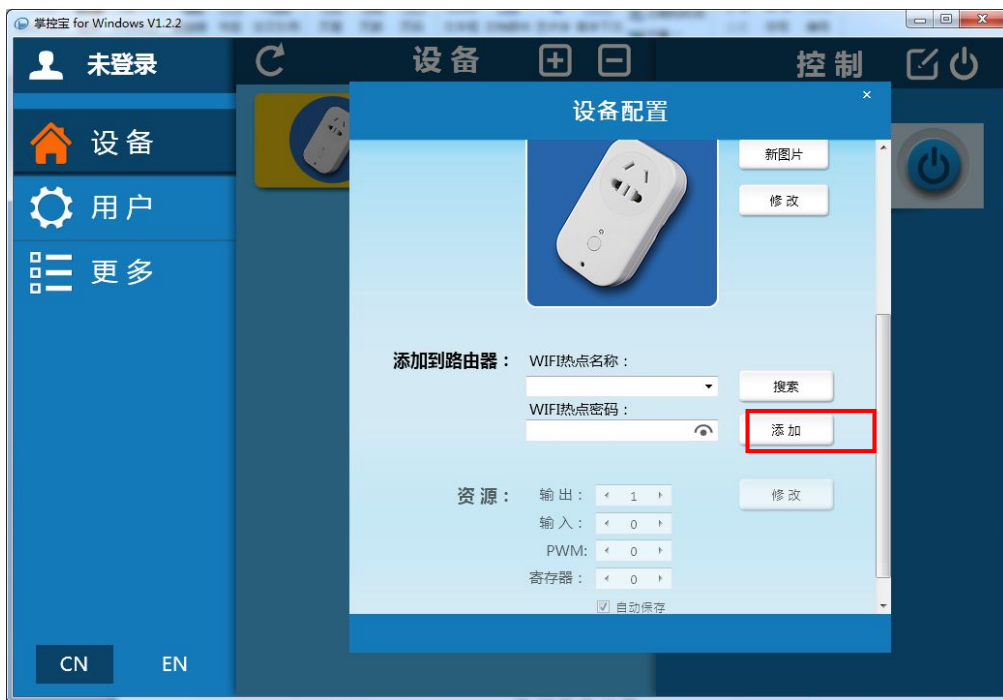 掌控宝 for Windows V1.2.2
未登录
设备
控制
设备配置
×
设备
用户
更多
新图片
修改
添加到路由器：
WIFI热点名称：
搜索
WIFI热点密码：
添加
资源：
输出： 1
修改
输入： 0
PWM: 0
寄存器： 0
自动保存
CN
EN